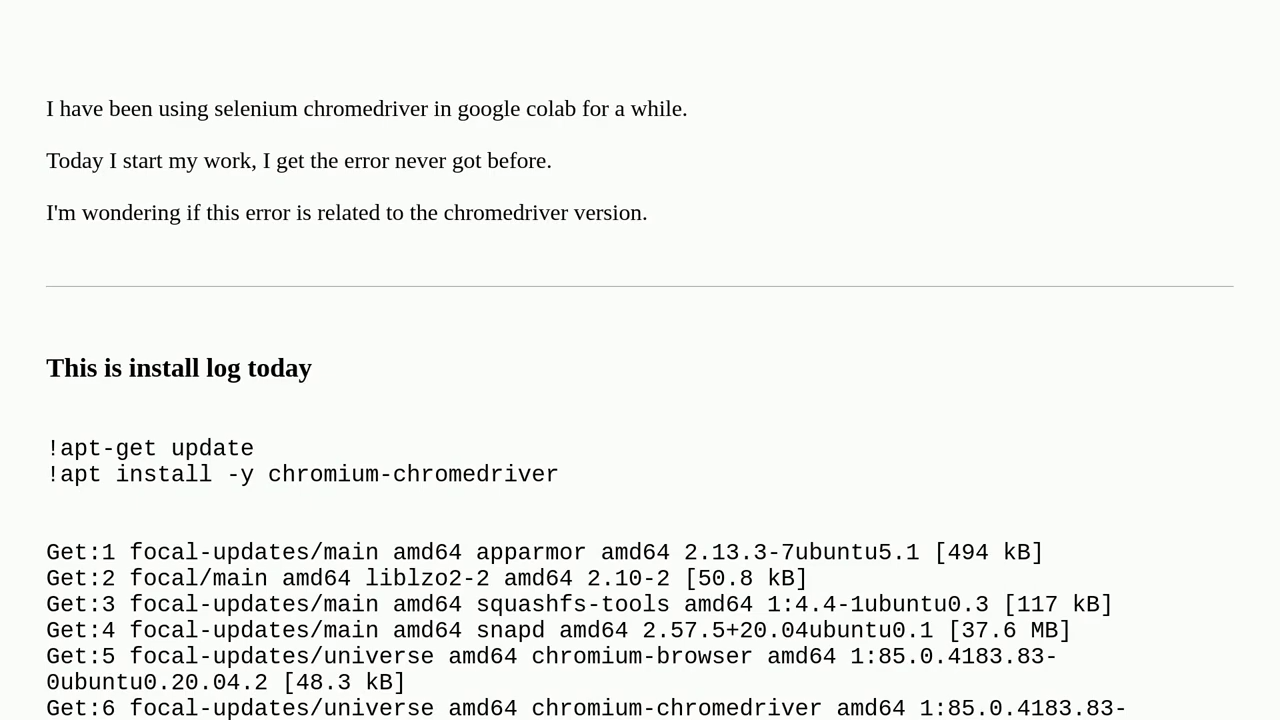 I have been using selenium chromedriver in google colab for a while.
Today I start my work, I get the error never got before.
I'm wondering if this error is related to the chromedriver version.
This is install log today
!apt-get update
!apt install -y chromium-chromedriver
Get:1 focal-updates/main amd64 apparmor amd64 2.13.3-7ubuntu5.1 [494 kB]
Get:2 focal/main amd64 liblzo2-2 amd64 2.10-2 [50.8 kB]
Get:3 focal-updates/main amd64 squashfs-tools amd64 1:4.4-1ubuntu0.3 [117 kB]
Get:4 focal-updates/main amd64 snapd amd64 2.57.5+20.04ubuntu0.1 [37.6 MB]
Get:5 focal-updates/universe amd64 chromium-browser amd64 1:85.0.4183.83-
0ubuntu0.20.04.2 [48.3 kB]
Get:6 focal-updates/universe amd64 chromium-chromedriver amd64 1:85.0.4183.83-